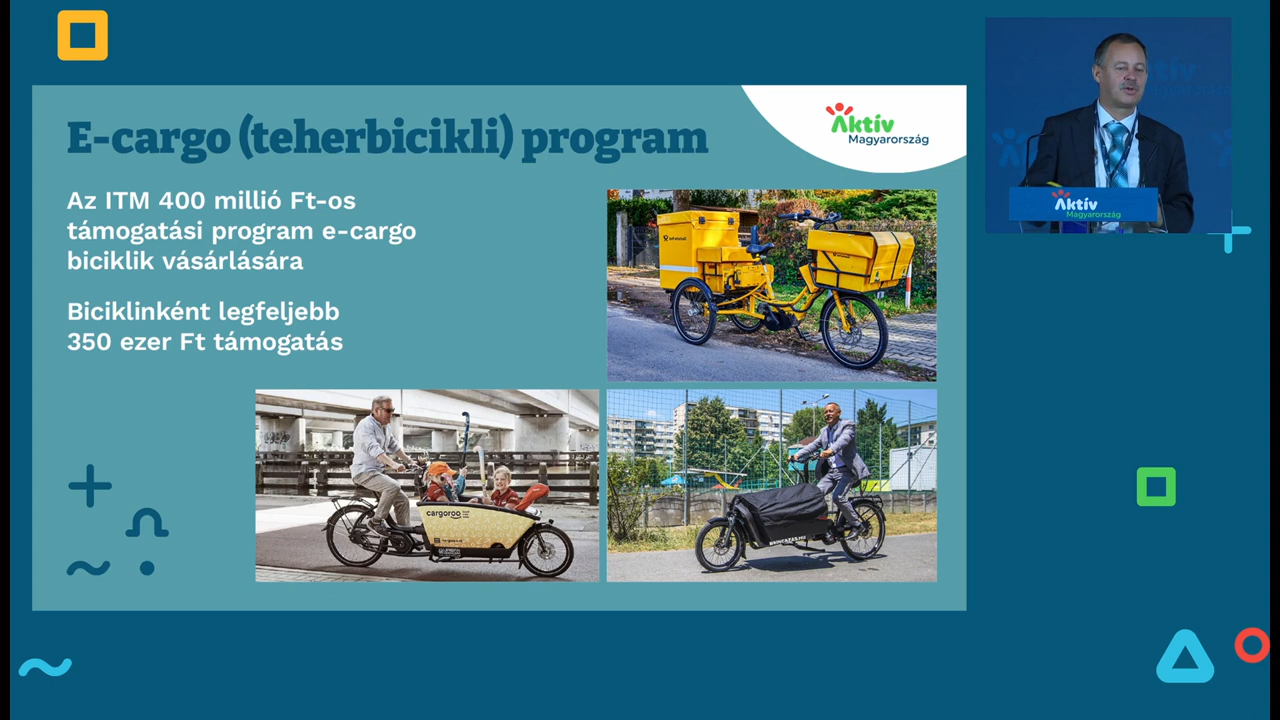 E-cargo (teherbicikli) program
Aktív
Magyarország
Az ITM 400 millió Ft-os
támogatási program e-cargo
biciklik vásárlására
Biciklinként legfeljebb
350 ezer Ft támogatás
cargoroo
Aktív
Magyarország